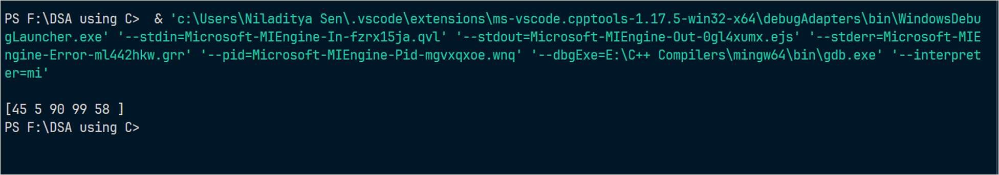 PS F:\DSA using C>  & 'c:\Users\Niladitya Sen\.vscode\extensions\ms-vscode.cpptools-1.17.5-win32-x64\debugAdapters\bin\WindowsDebu
gLauncher.exe' '--stdin=Microsoft-MIEngine-In-fzrx15ja.qvl' '--stdout=Microsoft-MIEngine-Out-0gl4xumx.ejs' '--stderr=Microsoft-MIE
ngine-Error-ml442hkw.grr' '--pid=Microsoft-MIEngine-Pid-mgvxqxoe.wnq' '--dbgExe=E:\C++ Compilers\mingw64\bin\gdb.exe' '--interpret
er=mi'
[45 5 90 99 58 ]
PS F:\DSA using C>